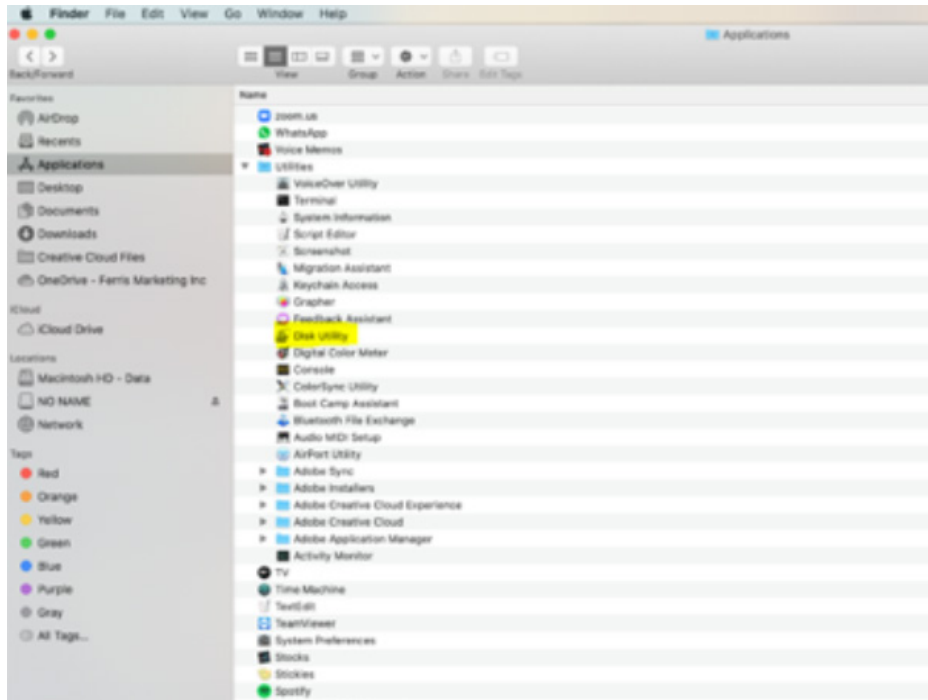 Finder File Edit View Go Window Help
Applications
Back/Forward
View Group Action Share Edit Tags
Favorites
AirDrop
Recents
Applications
Desktop
Documents
Downloads
Creative Cloud Files
OneDrive - Ferris Marketing Inc
iCloud
iCloud Drive
Locations
Macintosh HD - Data
NO NAME
Network
Tags
Red
Orange
Yellow
Green
Blue
Purple
Gray
All Tags...
Name
zoom.us
WhatsApp
Voice Memos
Utilities
VoiceOver Utility
Terminal
System Information
Script Editor
Screenshot
Migration Assistant
Keychain Access
Grapher
Feedback Assistant
Disk Utility
Digital Color Meter
Console
ColorSync Utility
Boot Camp Assistant
Bluetooth File Exchange
Audio MIDI Setup
AirPort Utility
Adobe Sync
Adobe Installers
Adobe Creative Cloud Experience
Adobe Creative Cloud
Adobe Application Manager
Activity Monitor
TV
Time Machine
TextEdit
TeamViewer
System Preferences
Stocks
Stickies
Spotify